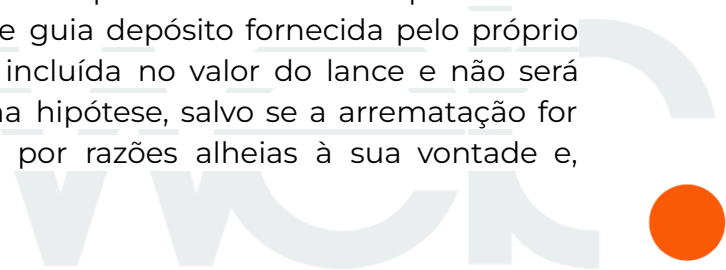 e guia depósito fornecida pelo próprio
incluída no valor do lance e não será
hipótese, salvo se a arrematação for
por razões alheias à sua vontade e,